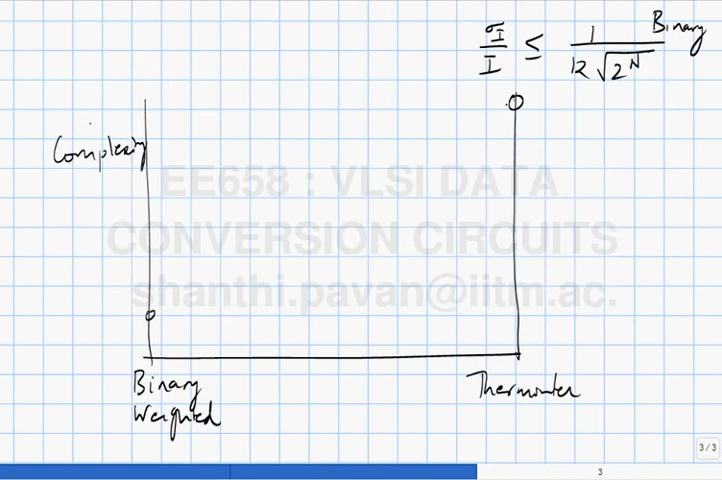 σI/I ≤ 1/12√2^N Binary
Complexity
EE658 : VLSI DATA
CONVERSION CIRCUITS
shanthi.pavan@iitm.ac.
Binary
Weighted
Thermometer
3/3
3